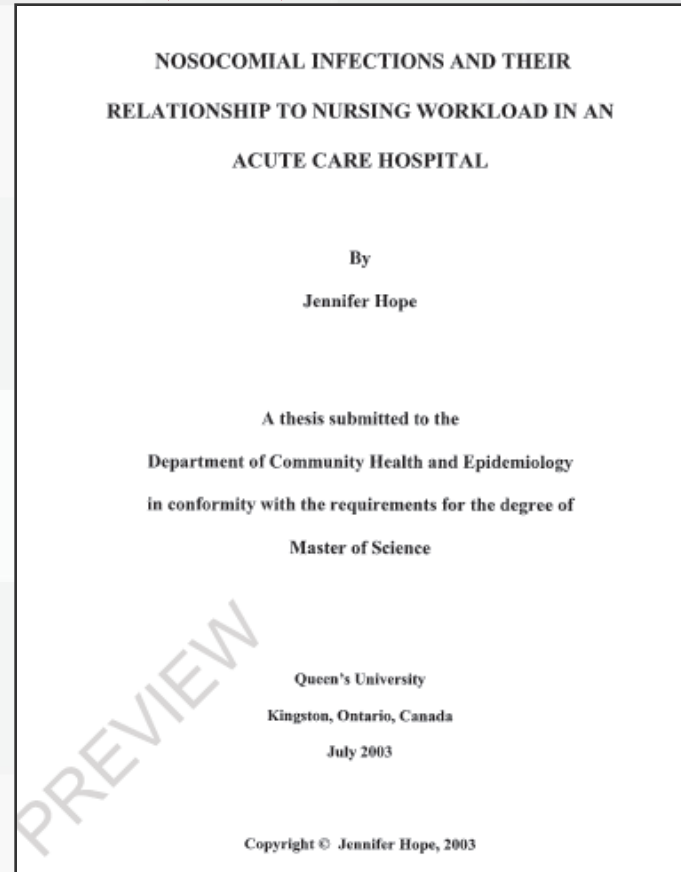 NOSOCOMIAL INFECTIONS AND THEIR
RELATIONSHIP TO NURSING WORKLOAD IN AN
ACUTE CARE HOSPITAL
By
Jennifer Hope
A thesis submitted to the
Department of Community Health and Epidemiology
in conformity with the requirements for the degree of
Master of Science
Queen's University
Kingston, Ontario, Canada
July 2003
Copyright © Jennifer Hope, 2003
PREVIEW